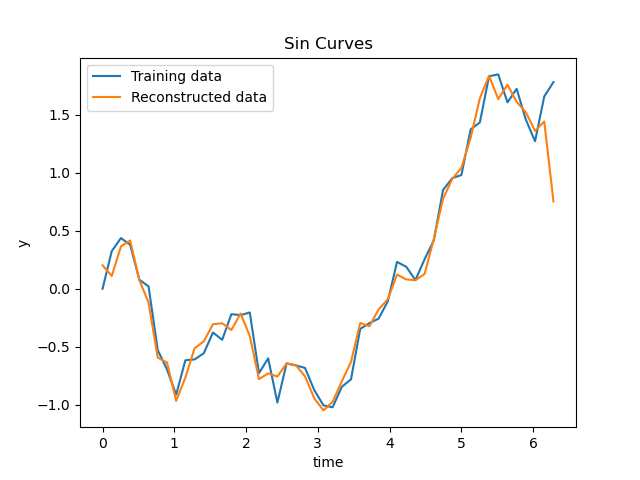 Sin Curves
Training data
Reconstructed data
1.5
1.0
0.5
0.0
−0.5
−1.0
y
0 1 2 3 4 5 6
time